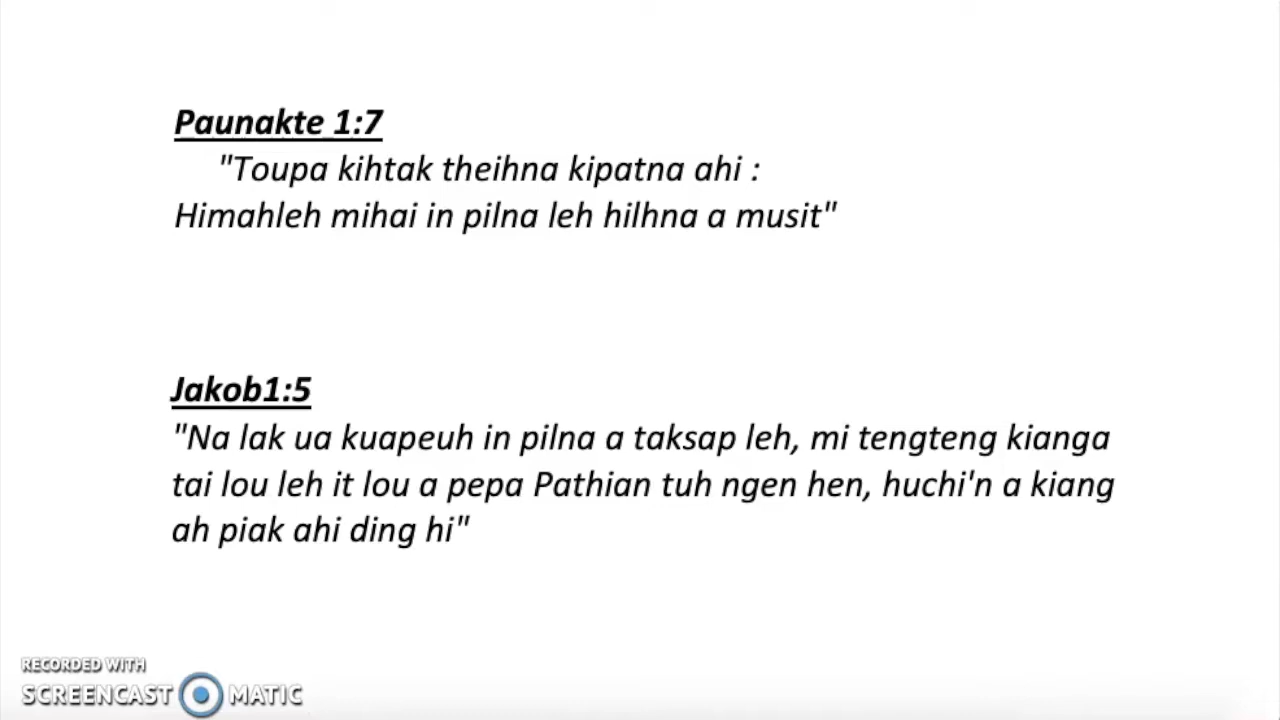 Paunakte 1:7
"Toupa kihtak theihna kipatna ahi :
Himahleh mihai in pilna leh hilhna a musit"
Jakob1:5
"Na lak ua kuapeuh in pilna a taksap leh, mi tengteng kianga
tai lou leh it lou a pepa Pathian tuh ngen hen, huchi'n a kiang
ah piak ahi ding hi"
RECORDED WITH
SCREENCAST MATIC